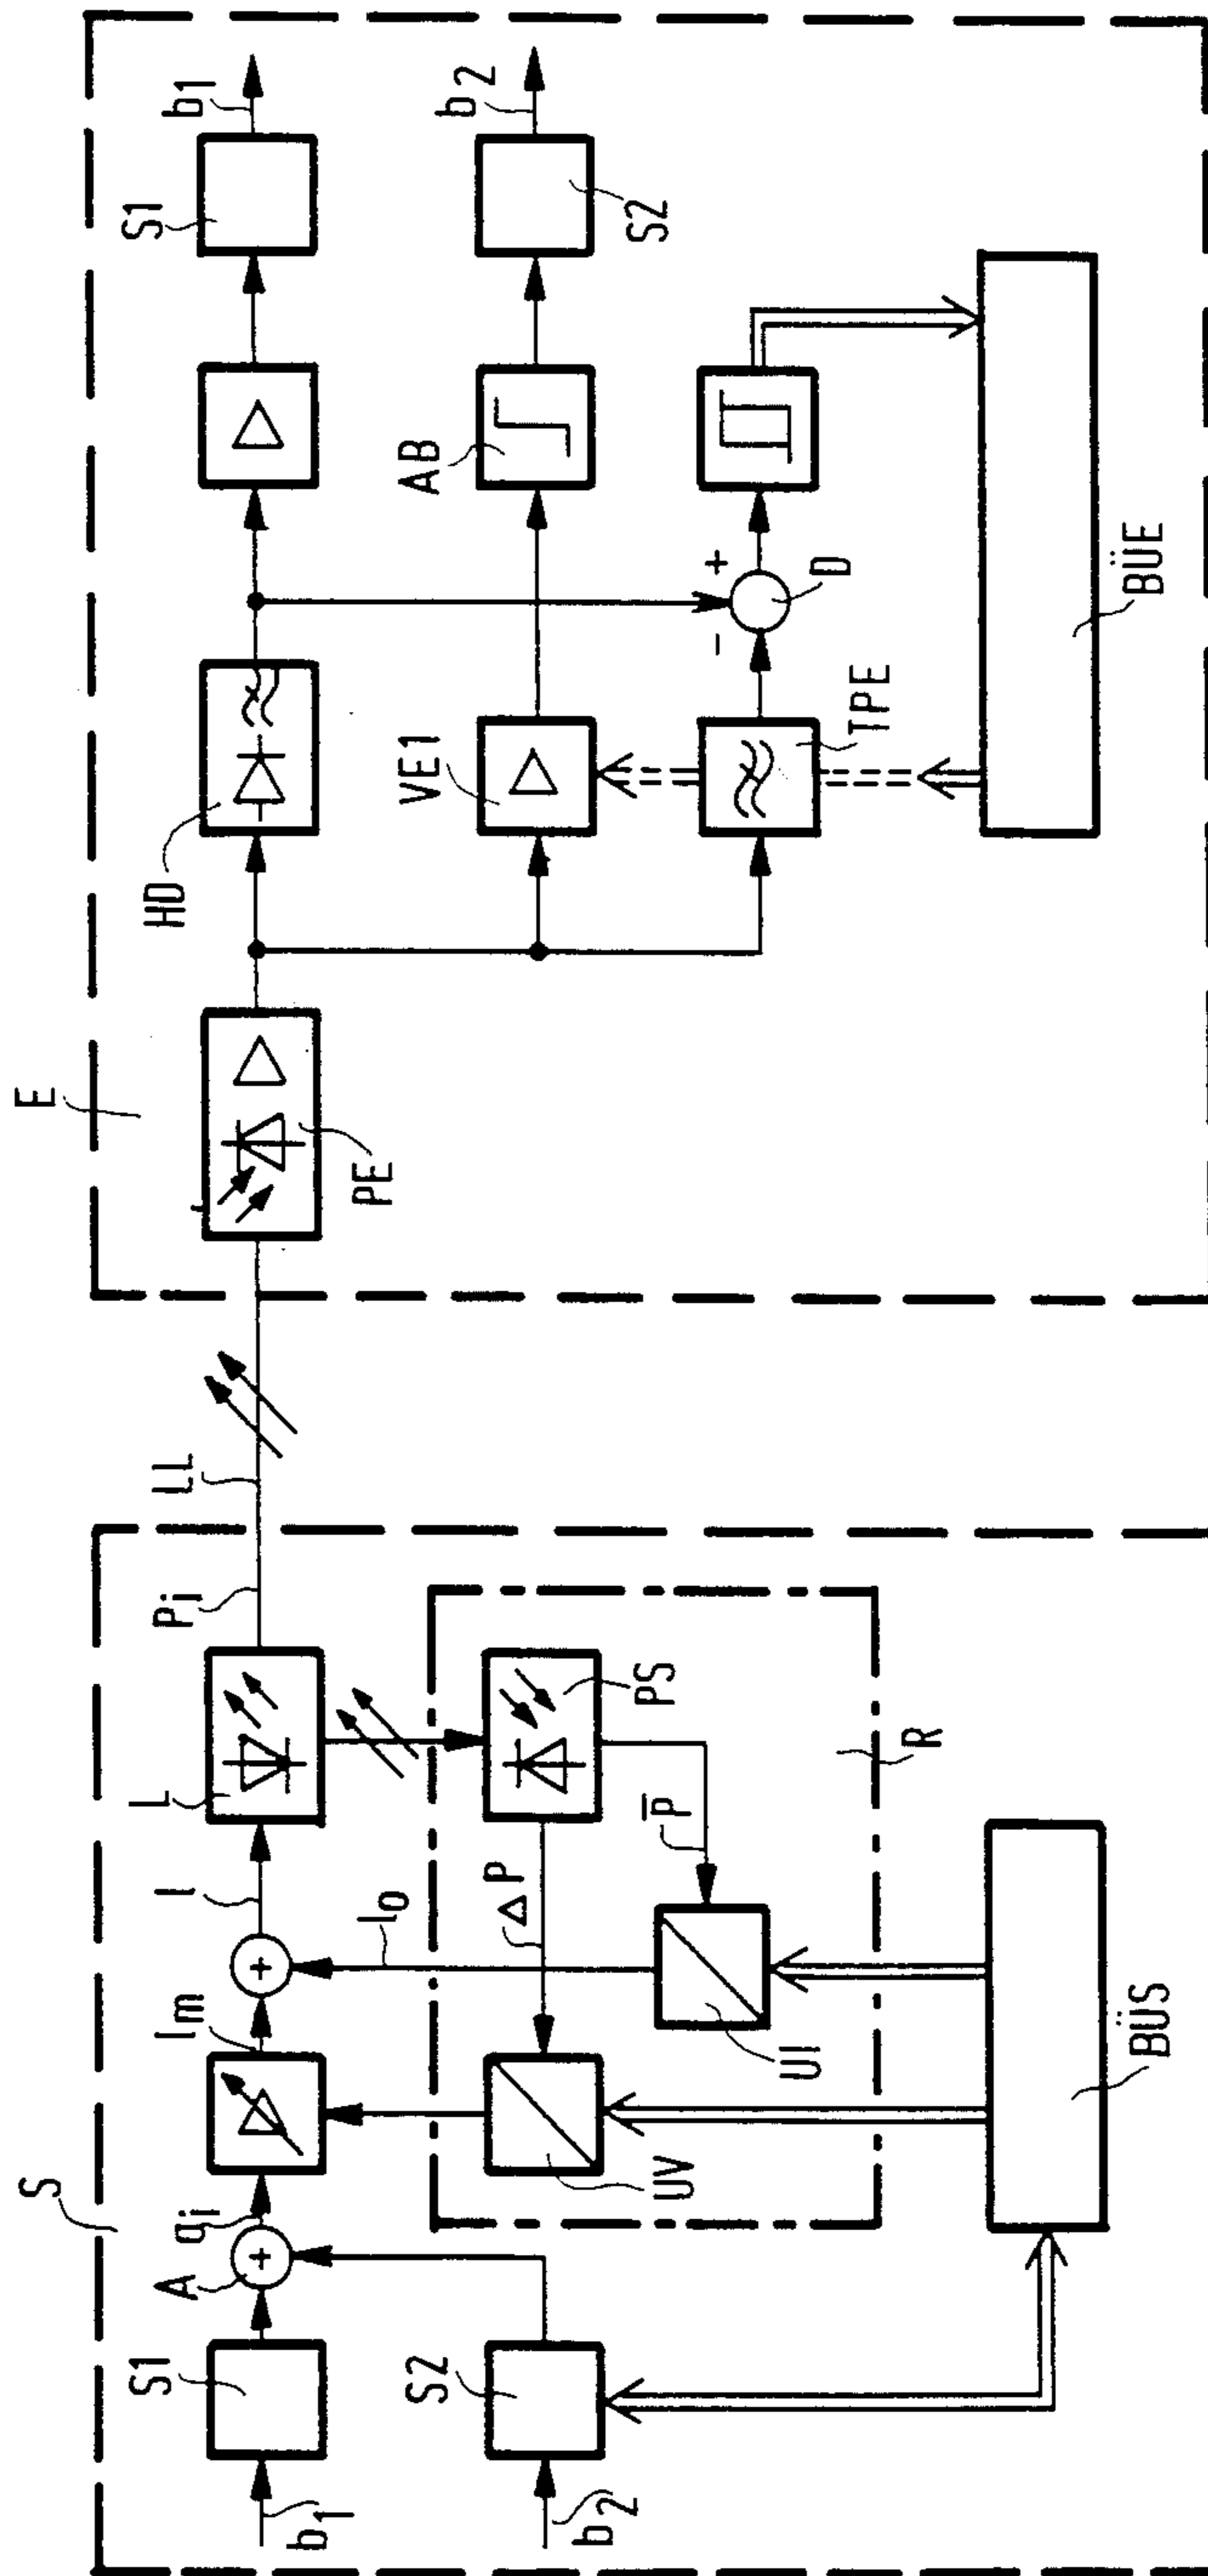 S
E
b1
S1
A
qi
Im
I
L
Pi
LL
PE
HD
S1
b1
b2
S2
I0
ΔP
P̅
PS
R
UV
UI
BÜS
VE1
AB
S2
b2
TPE
-
+
D
BÜE